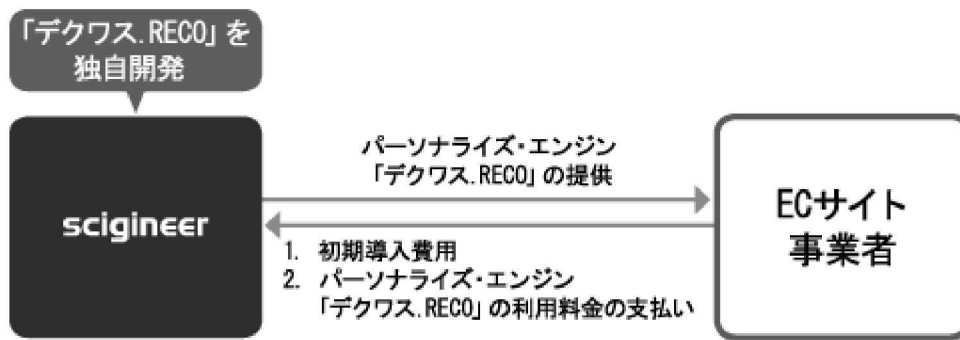 「デクワス.RECO」を
独自開発
scigineer
パーソナライズ・エンジン
「デクワス.RECO」の提供
1. 初期導入費用
2. パーソナライズ・エンジン
「デクワス.RECO」の利用料金の支払い
ECサイト
事業者